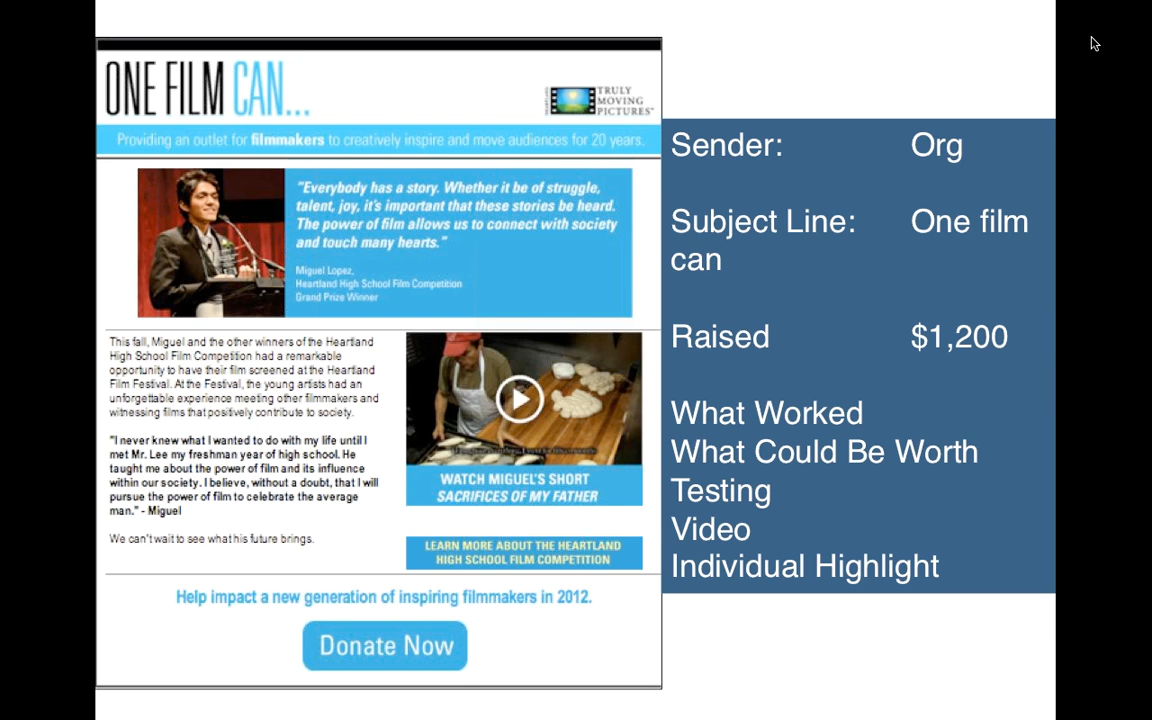 ONE FILM CAN...
TRULY
MOVING
PICTURES
Providing an outlet for filmmakers to creatively inspire and move audiences for 20 years.
"Everybody has a story. Whether it be of struggle,
talent, joy, it's important that these stories be heard.
The power of film allows us to connect with society
and touch many hearts."
Miguel Lopez,
Heartland High School Film Competition
Grand Prize Winner
This fall, Miguel and the other winners of the Heartland
High School Film Competition had a remarkable
opportunity to have their film screened at the Heartland
Film Festival. At the Festival, the young artists had an
unforgettable experience meeting other filmmakers and
witnessing films that positively contribute to society.
"I never knew what I wanted to do with my life until I
met Mr. Lee my freshman year of high school. He
taught me about the power of film and its influence
within our society. I believe, without a doubt, that I will
pursue the power of film to celebrate the average
man." - Miguel
We can't wait to see what his future brings.
WATCH MIGUEL'S SHORT
SACRIFICES OF MY FATHER
LEARN MORE ABOUT THE HEARTLAND
HIGH SCHOOL FILM COMPETITION
Help impact a new generation of inspiring filmmakers in 2012.
Donate Now
Sender: Org
Subject Line: One film
can
Raised $1,200
What Worked
What Could Be Worth
Testing
Video
Individual Highlight